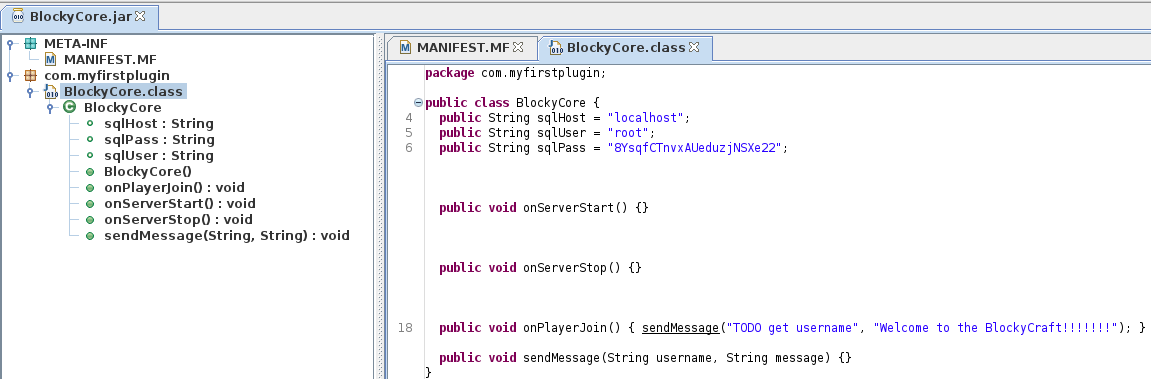 BlockyCore.jar
META-INF
MANIFEST.MF
com.myfirstplugin
BlockyCore.class
BlockyCore
sqlHost : String
sqlPass : String
sqlUser : String
BlockyCore()
onPlayerJoin() : void
onServerStart() : void
onServerStop() : void
sendMessage(String, String) : void
MANIFEST.MF BlockyCore.class
package com.myfirstplugin;
public class BlockyCore {
4 public String sqlHost = "localhost";
5 public String sqlUser = "root";
6 public String sqlPass = "8YsqfCTnvxAUeduzjNSXe22";
public void onServerStart() {}
public void onServerStop() {}
18 public void onPlayerJoin() { sendMessage("TODO get username", "Welcome to the BlockyCraft!!!!!!!"); }
public void sendMessage(String username, String message) {}
}